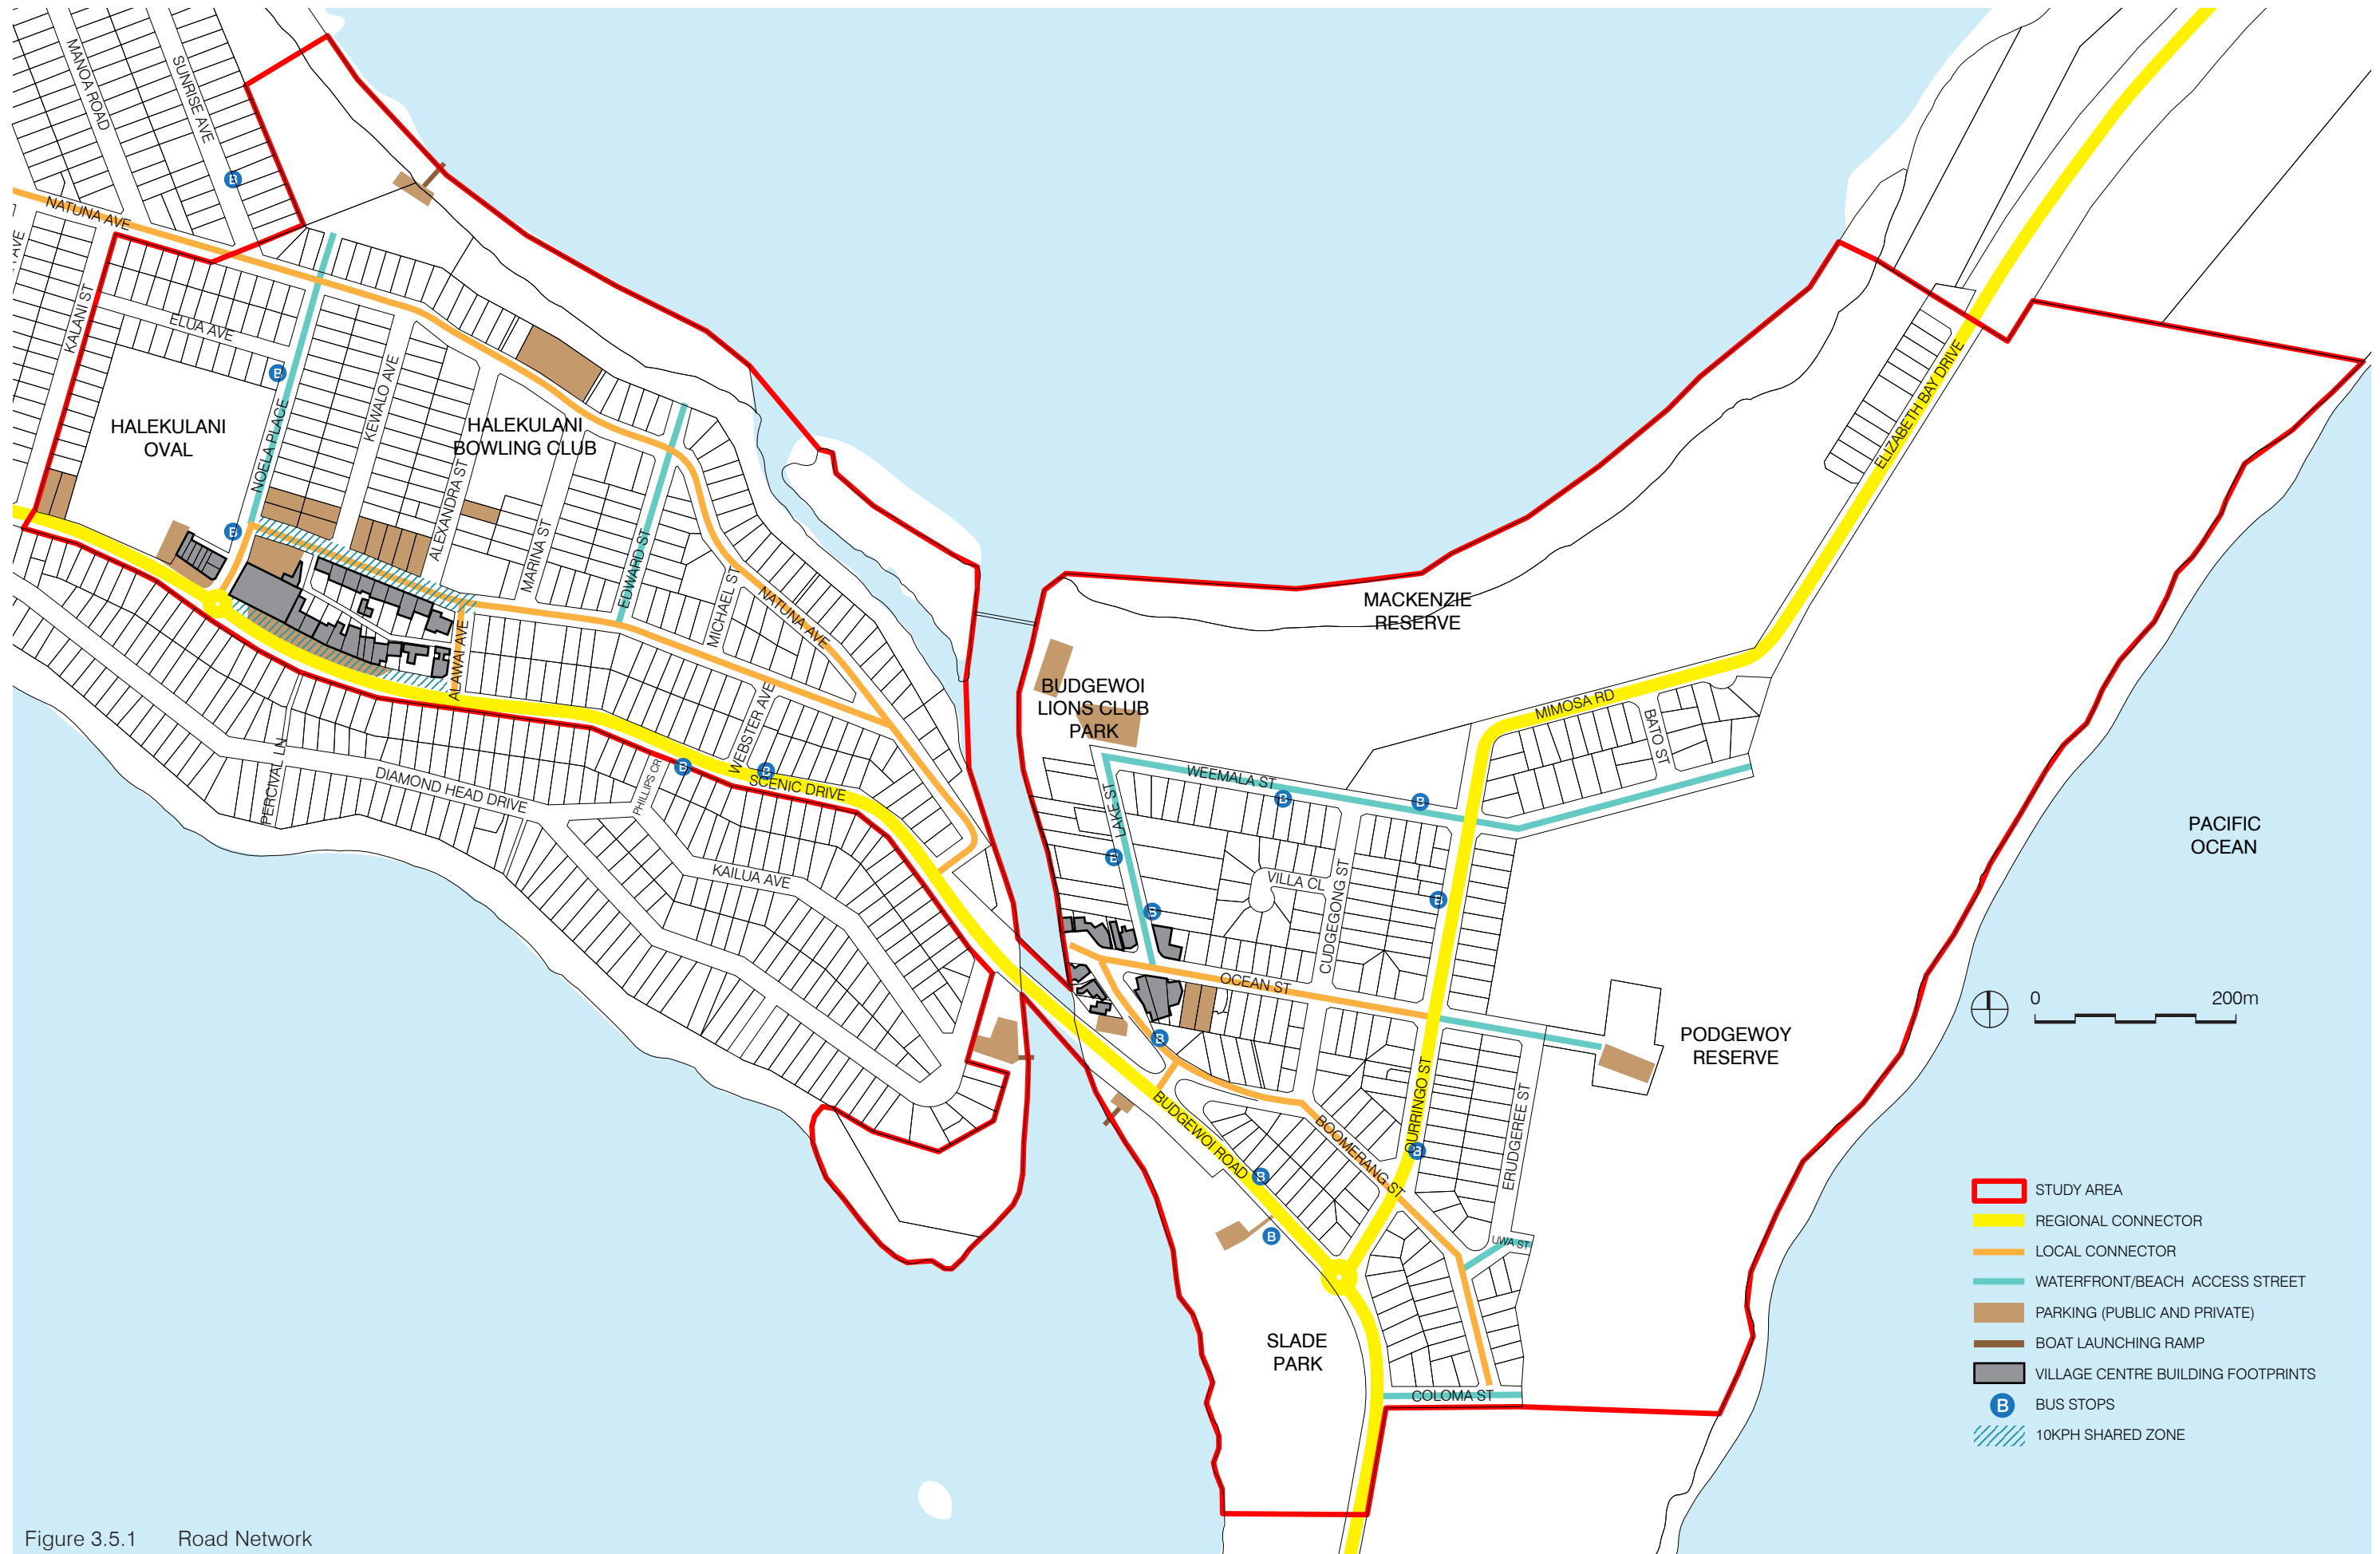 MANOA ROAD
SUNRISE AVE
B
NATUNA AVE
AVE
KALANI ST
ELUA AVE
B
HALEKULANI
OVAL
NOELA PLACE
KEWALO AVE
HALEKULANI
BOWLING CLUB
ALEXANDRA ST
MARINA ST
EDWARD ST
MICHAEL ST
NATUNA AVE
B
ALAWAI AVE
WEBSTER AVE
B
B
SCENIC DRIVE
PERCIVAL LN
DIAMOND HEAD DRIVE
PHILLIPS CR
KAILUA AVE
ELIZABETH BAY DRIVE
MACKENZIE
RESERVE
BUDGEWOI
LIONS CLUB
PARK
MIMOSA RD
BATO ST
WEEMALA ST
B
B
LAKE ST
B
B
VILLA CL
CUDGEGONG ST
B
OCEAN ST
PACIFIC
OCEAN
0
200m
PODGEWOY
RESERVE
B
BUDGEWOI ROAD
BOOMERANG ST
CURRINGO ST
B
ERUDGEREE ST
B
B
UWA ST
SLADE
PARK
COLOMA ST
STUDY AREA
REGIONAL CONNECTOR
LOCAL CONNECTOR
WATERFRONT/BEACH ACCESS STREET
PARKING (PUBLIC AND PRIVATE)
BOAT LAUNCHING RAMP
VILLAGE CENTRE BUILDING FOOTPRINTS
B
BUS STOPS
10KPH SHARED ZONE
Figure 3.5.1 Road Network